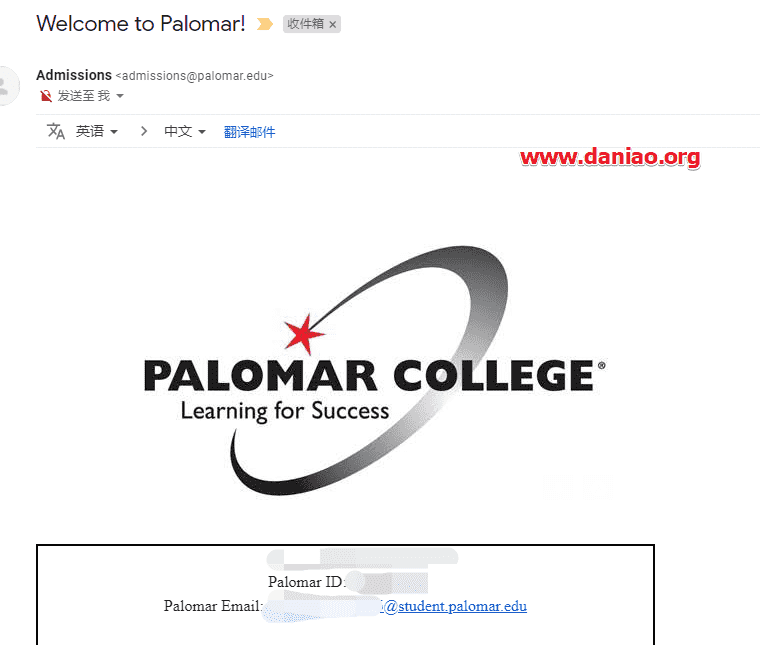 Welcome to Palomar! 收件箱 ×
Admissions <admissions@palomar.edu>
发送至 我
英语 > 中文 翻译邮件
www.daniao.org
PALOMAR COLLEGE®
Learning for Success
Palomar ID:
Palomar Email: @student.palomar.edu